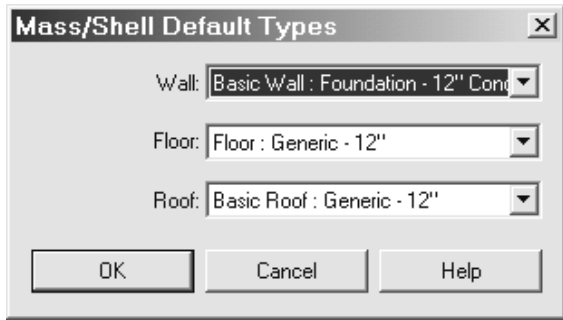 Mass/Shell Default Types
Wall: Basic Wall : Foundation - 12" Conc
Floor: Floor : Generic - 12"
Roof: Basic Roof : Generic - 12"
OK Cancel Help